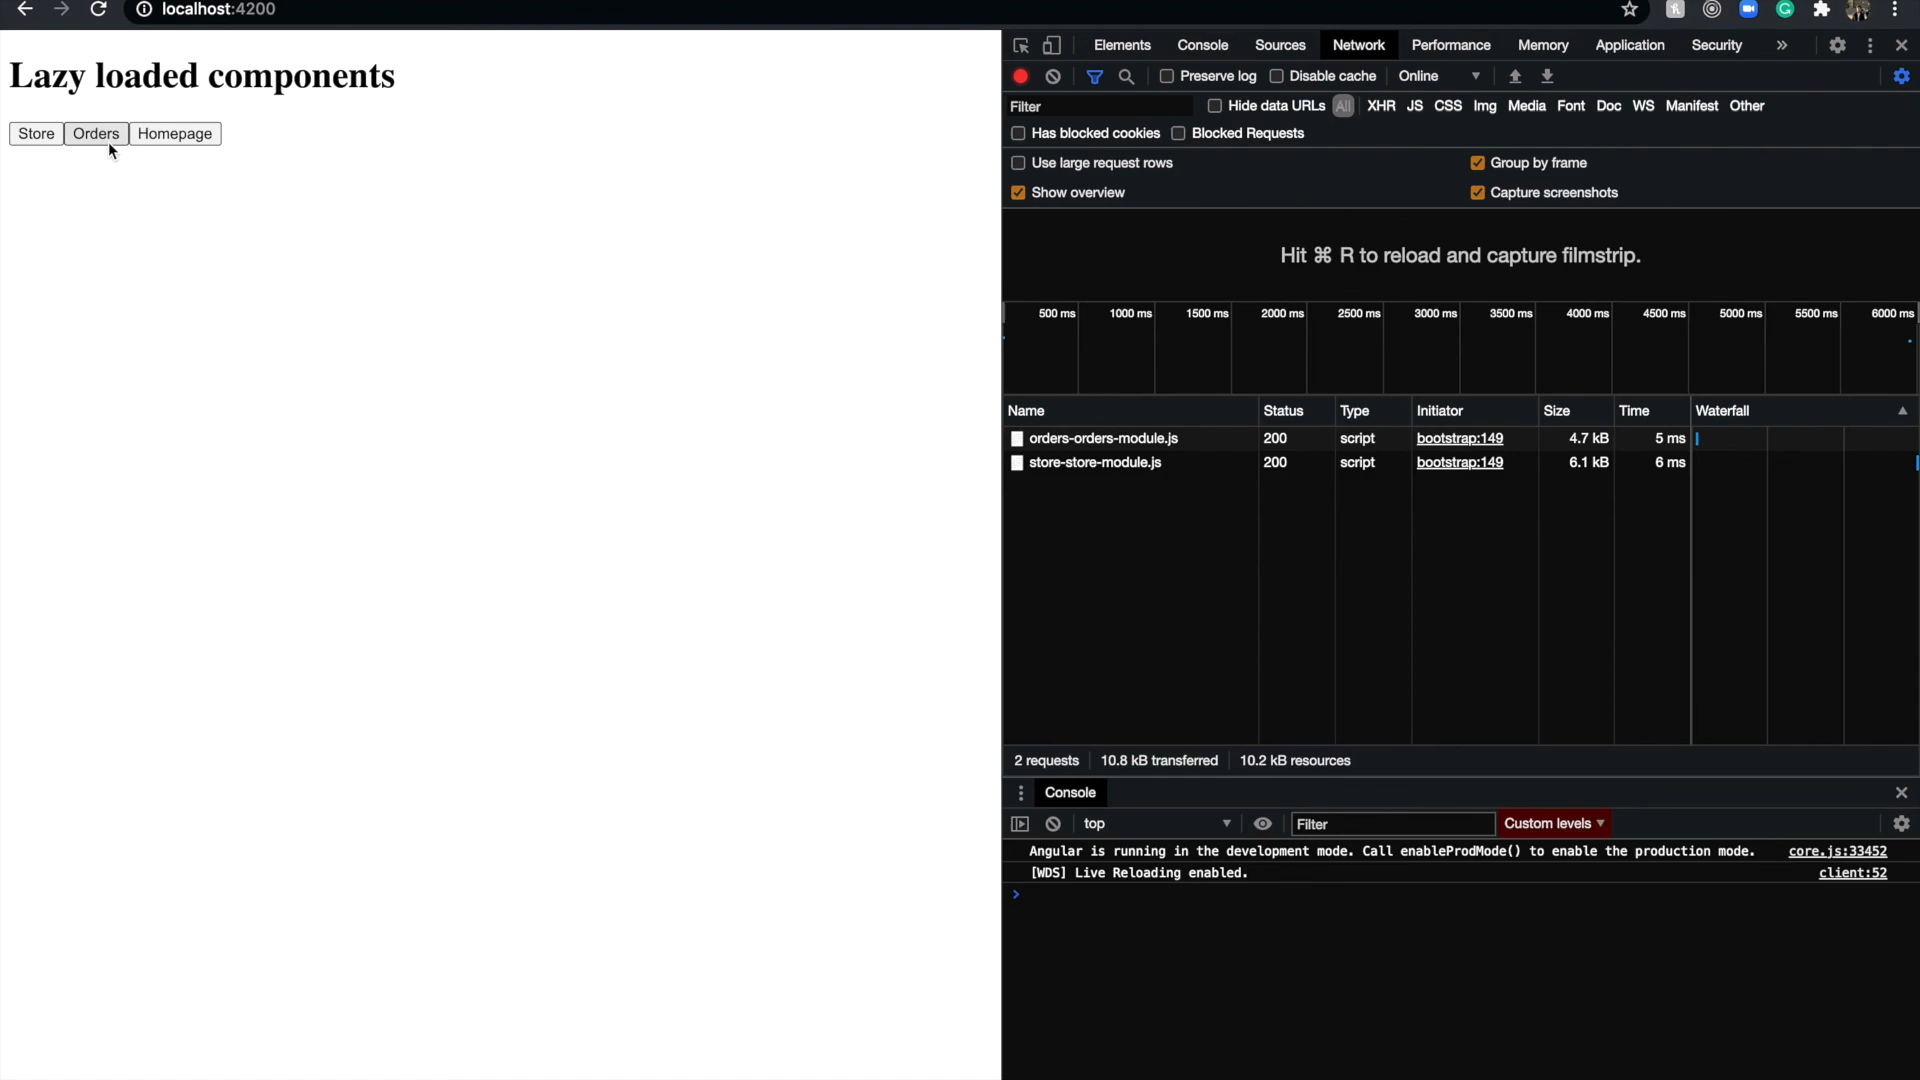 localhost:4200
Lazy loaded components
Store Orders Homepage
Elements Console Sources Network Performance Memory Application Security »
Preserve log Disable cache Online ▼
Filter Hide data URLs All XHR JS CSS Img Media Font Doc WS Manifest Other
Has blocked cookies Blocked Requests
Use large request rows Group by frame
Show overview Capture screenshots
Hit ⌘ R to reload and capture filmstrip.
500 ms 1000 ms 1500 ms 2000 ms 2500 ms 3000 ms 3500 ms 4000 ms 4500 ms 5000 ms 5500 ms 6000 ms
Name Status Type Initiator Size Time Waterfall ▲
orders-orders-module.js 200 script bootstrap:149 4.7 kB 5 ms
store-store-module.js 200 script bootstrap:149 6.1 kB 6 ms
2 requests 10.8 kB transferred 10.2 kB resources
Console
top ▼ Filter Custom levels ▼
Angular is running in the development mode. Call enableProdMode() to enable the production mode. core.js:33452
[WDS] Live Reloading enabled. client:52
>